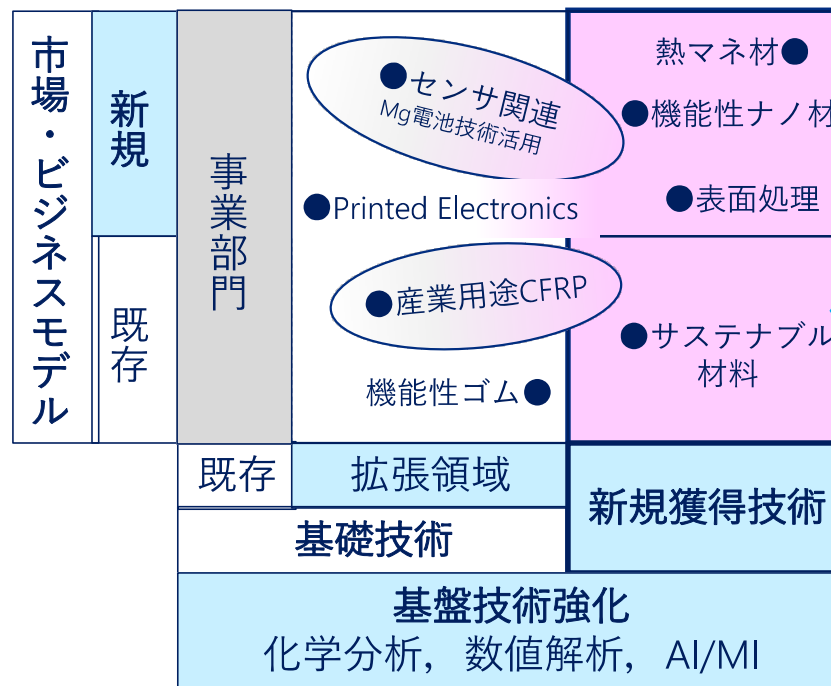 市場・ビジネスモデル
新規
既存
事業部門
●センサ関連
Mg電池技術活用
●Printed Electronics
●産業用途CFRP
機能性ゴム●
熱マネ材●
●機能性ナノ材
●表面処理
●サステナブル
材料
既存
拡張領域
新規獲得技術
基礎技術
基盤技術強化
化学分析，数値解析，AI/MI